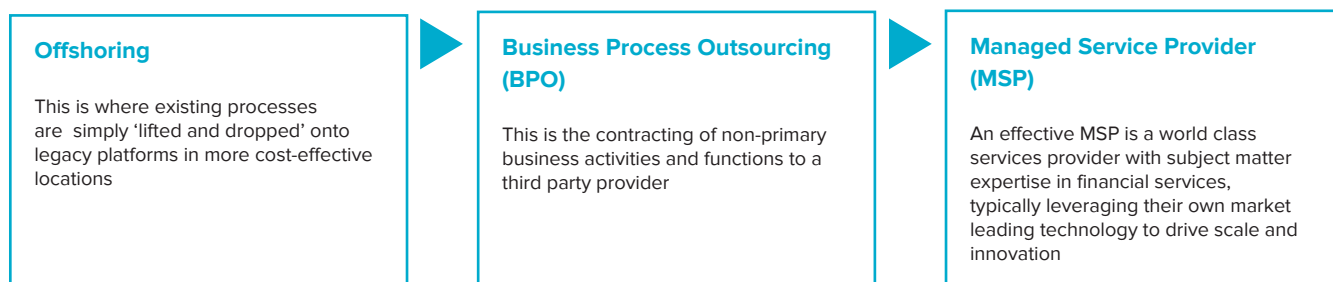 Offshoring
This is where existing processes
are simply ‘lifted and dropped’ onto
legacy platforms in more cost-effective
locations
Business Process Outsourcing
(BPO)
This is the contracting of non-primary
business activities and functions to a
third party provider
Managed Service Provider
(MSP)
An effective MSP is a world class
services provider with subject matter
expertise in financial services,
typically leveraging their own market
leading technology to drive scale and
innovation